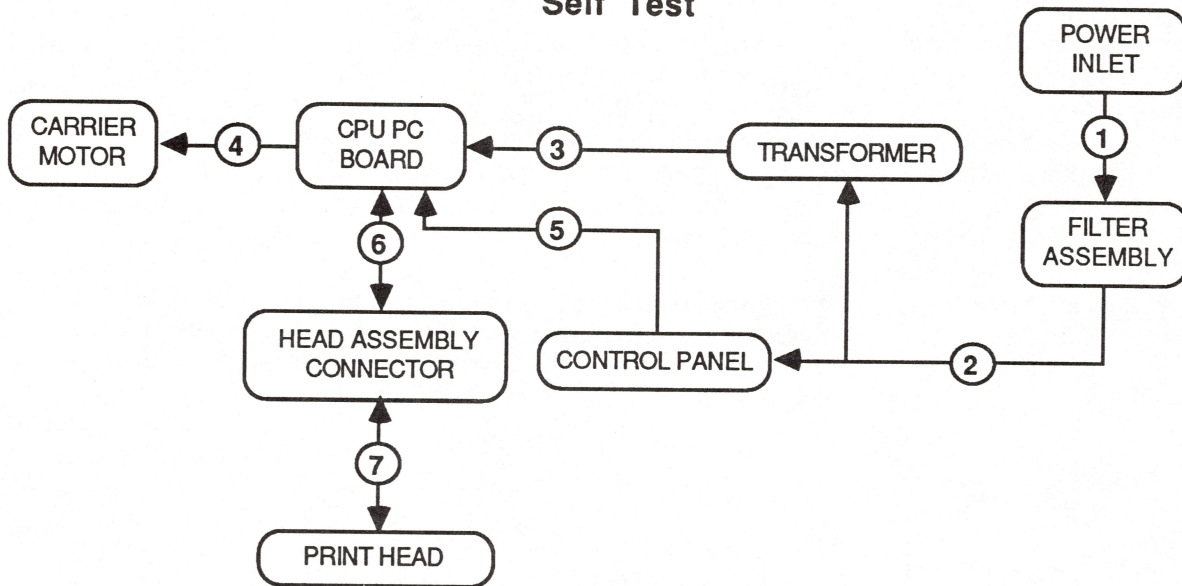 Self Test
POWER
INLET
1
CARRIER
MOTOR
4
CPU PC
BOARD
3
TRANSFORMER
FILTER
ASSEMBLY
6
5
HEAD ASSEMBLY
CONNECTOR
CONTROL PANEL
2
7
PRINT HEAD